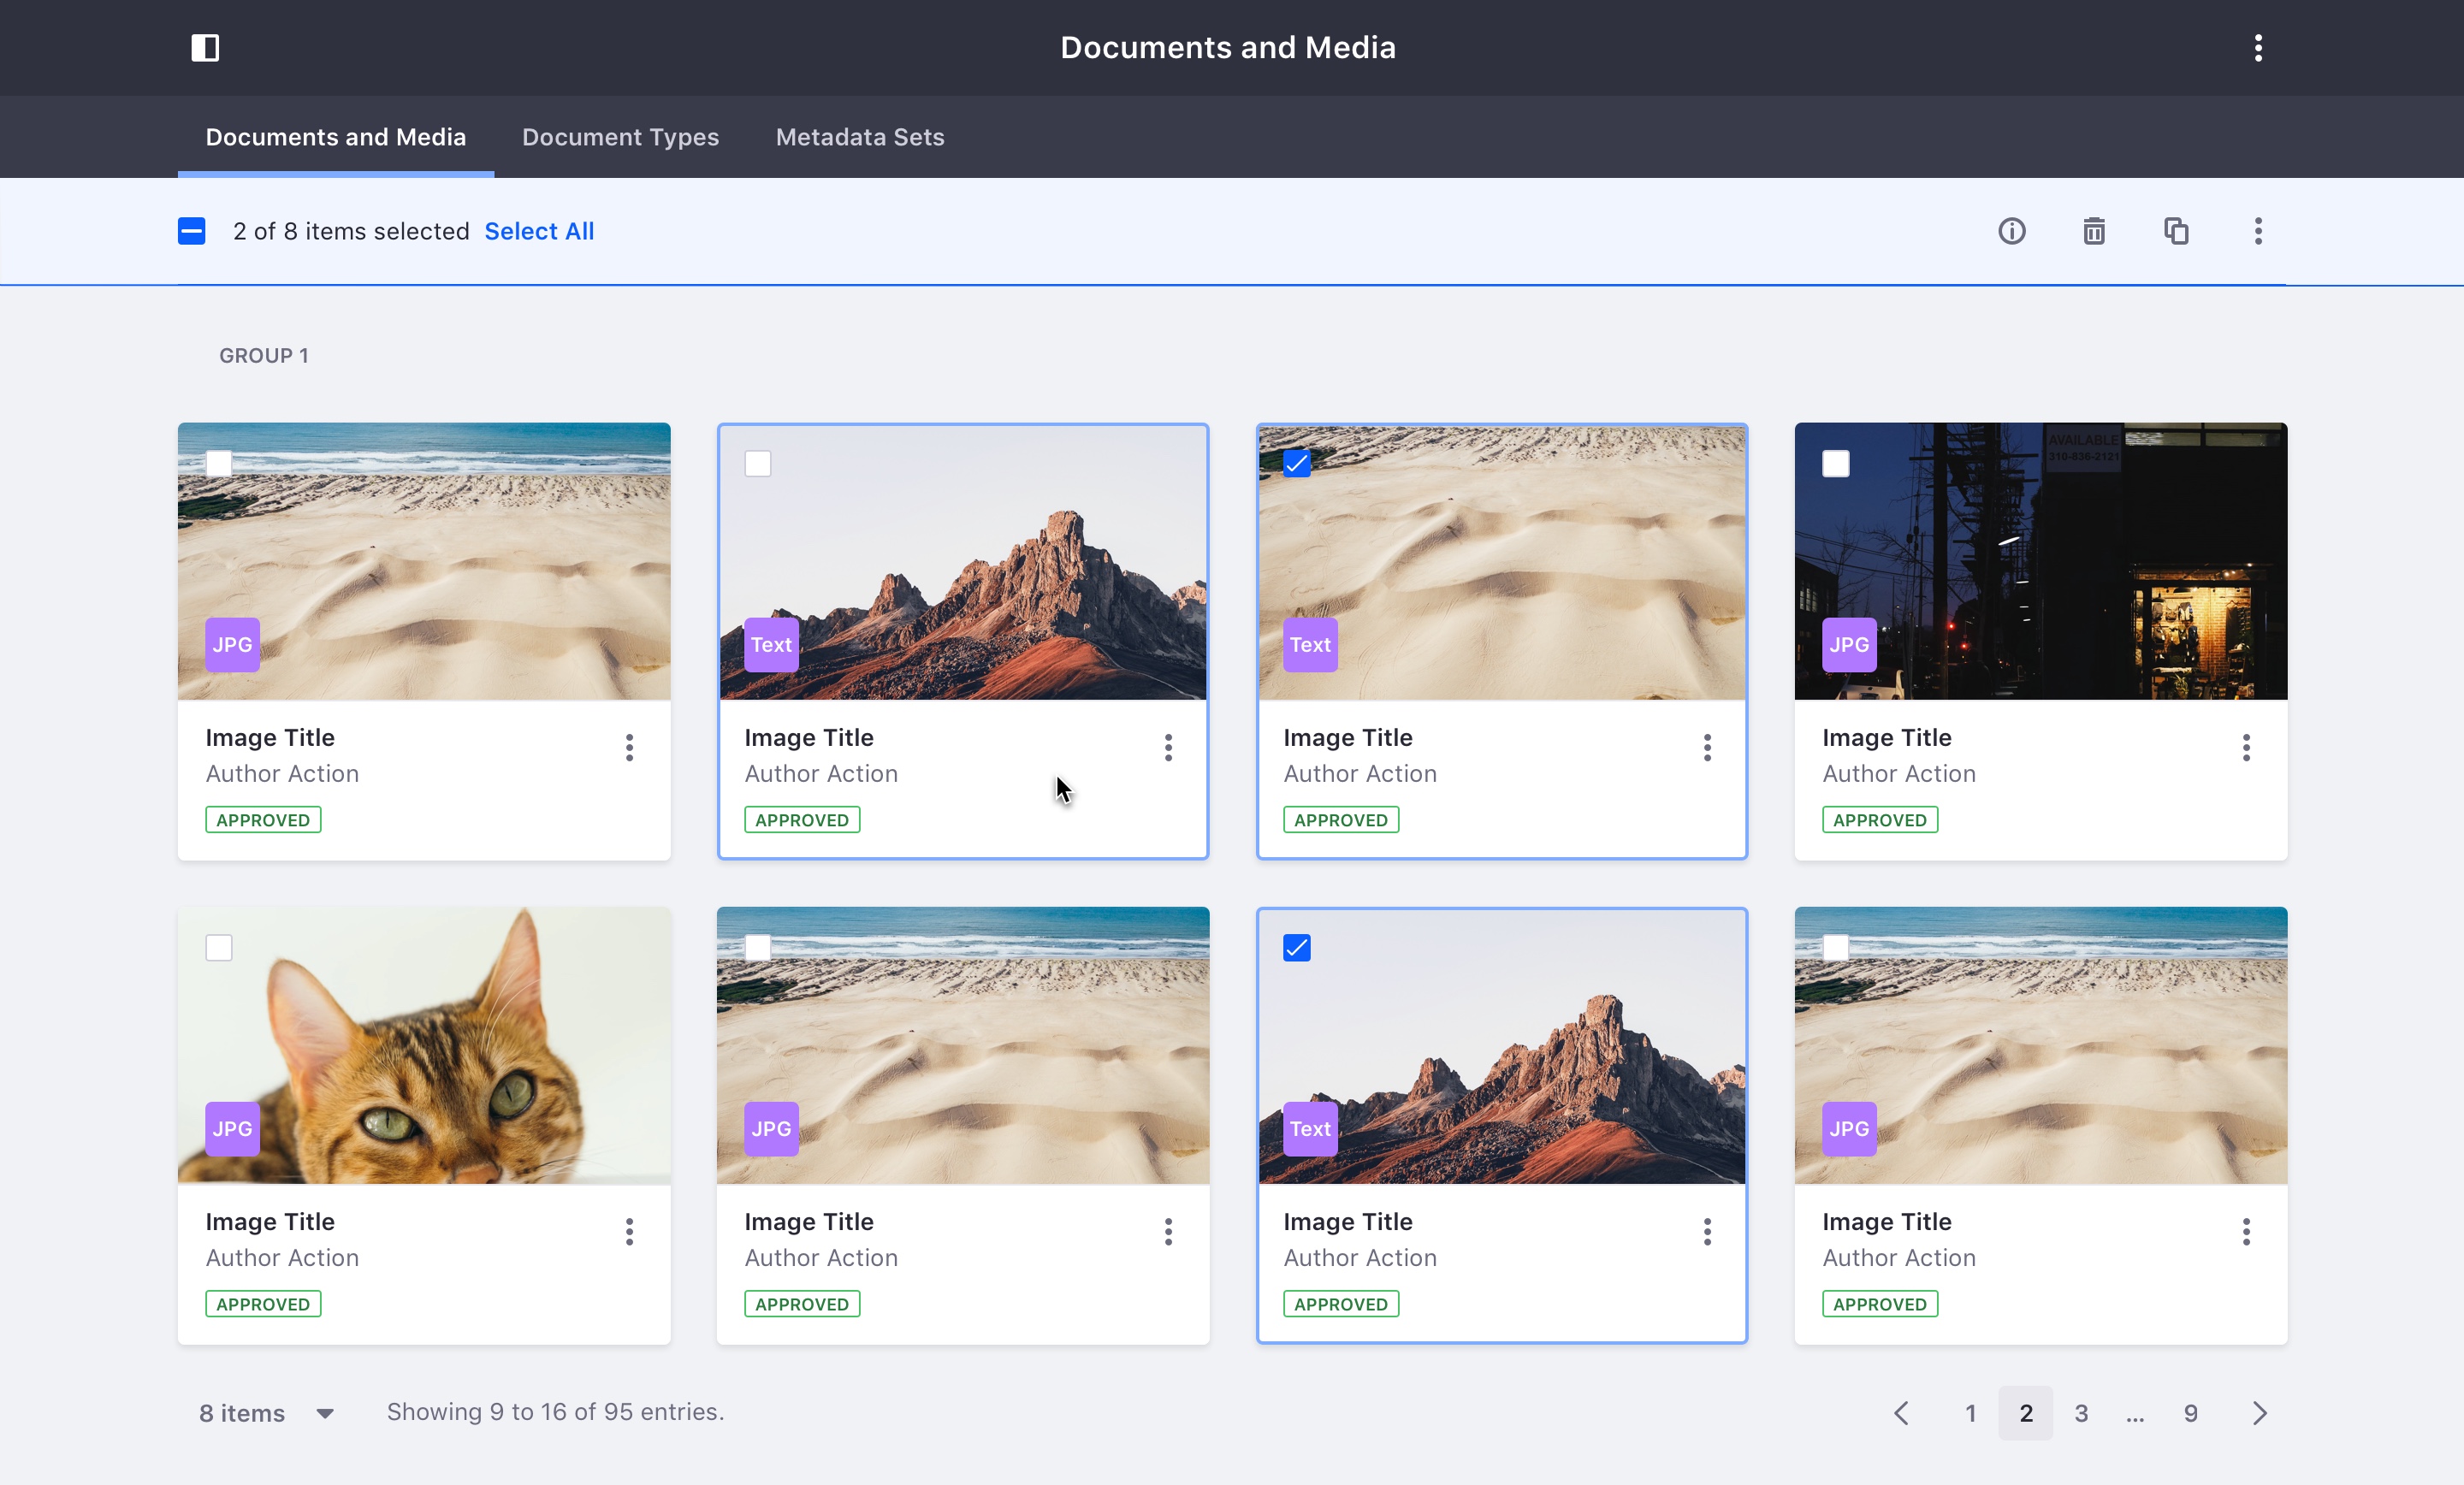 Documents and Media
Documents and Media Document Types Metadata Sets
2 of 8 items selected Select All
GROUP 1
AVAILABLE
310-836-2121
JPG Text Text JPG
Image Title Image Title Image Title Image Title
Author Action Author Action Author Action Author Action
APPROVED APPROVED APPROVED APPROVED
JPG JPG Text JPG
Image Title Image Title Image Title Image Title
Author Action Author Action Author Action Author Action
APPROVED APPROVED APPROVED APPROVED
8 items Showing 9 to 16 of 95 entries. 1 2 3 ... 9